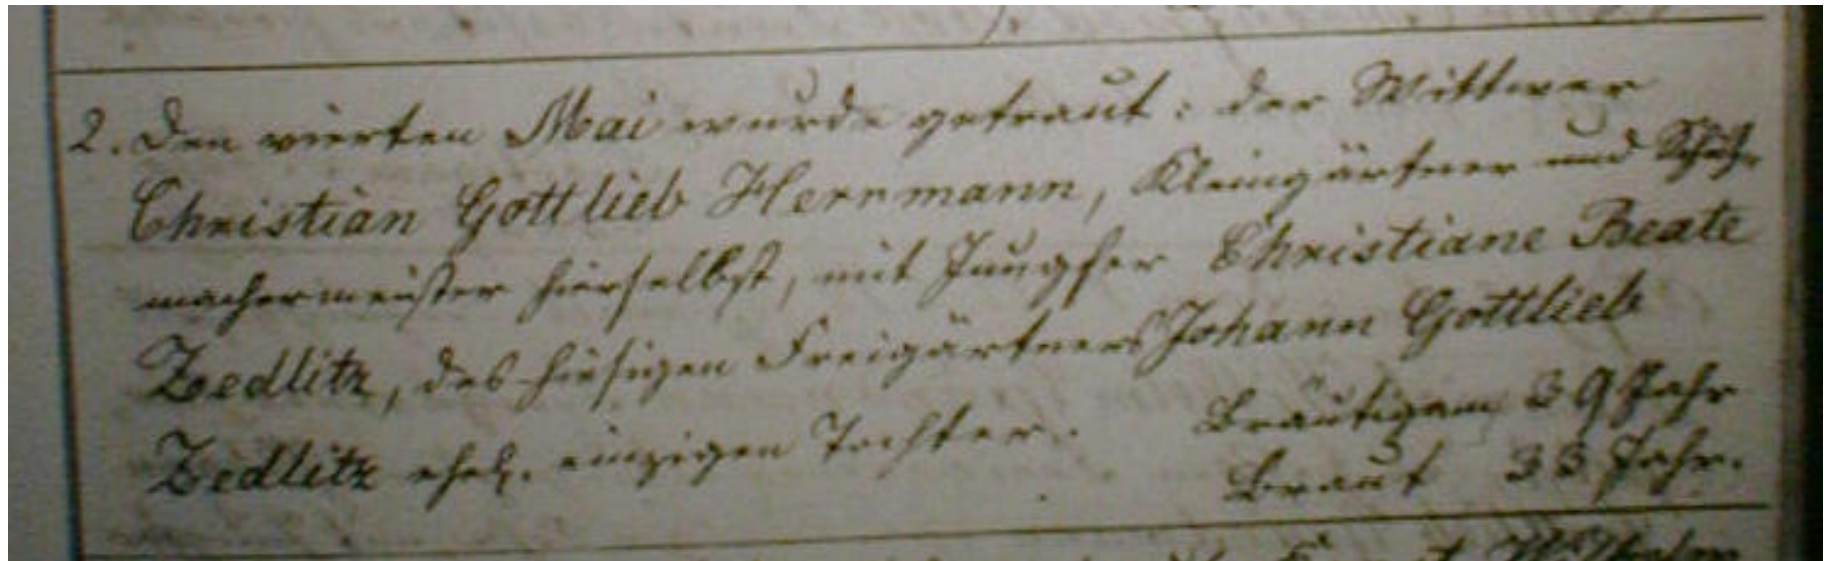 2. Den vierten Mai wurde getraut: der Wittwer
Christian Gottlieb Herrmann, Kleingärtner und Schuh-
machermeister hierselbst, mit Jungfer Christiane Beate
Zedlitz, des hiesigen Freigärtners Johann Gottlieb
Zedlitz ehel. einzigen Tochter. Bräutigam 39 Jahr
Braut 33 Jahr.